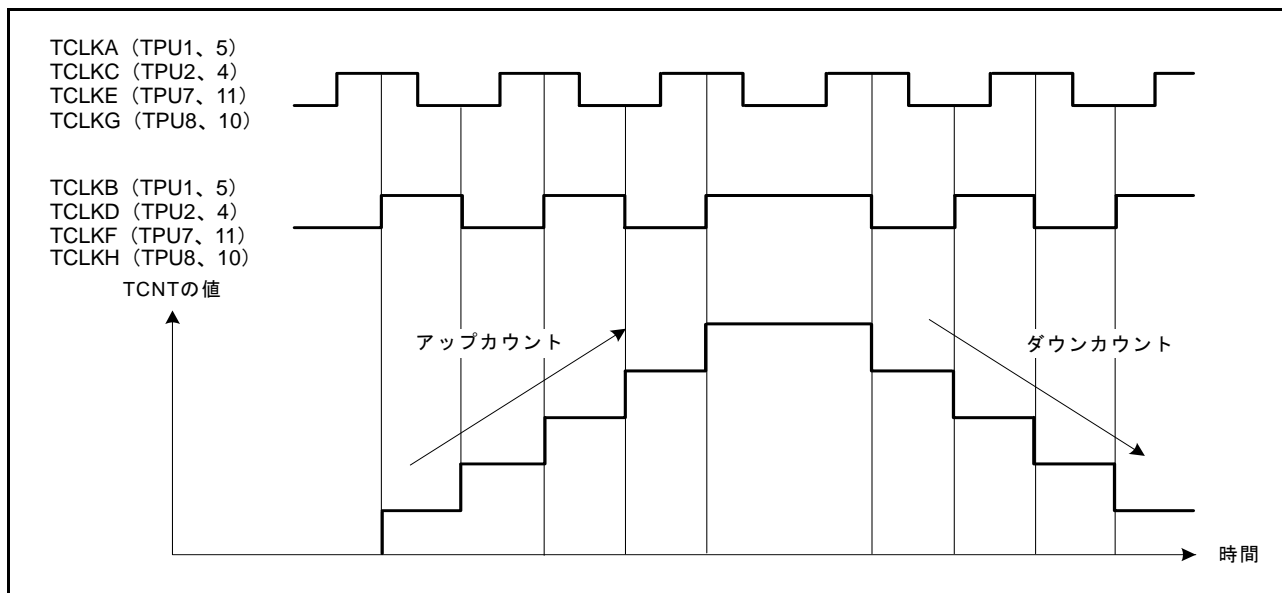 TCLKA（TPU1、5）
TCLKC（TPU2、4）
TCLKE（TPU7、11）
TCLKG（TPU8、10）
TCLKB（TPU1、5）
TCLKD（TPU2、4）
TCLKF（TPU7、11）
TCLKH（TPU8、10）
TCNTの値
アップカウント
ダウンカウント
時間